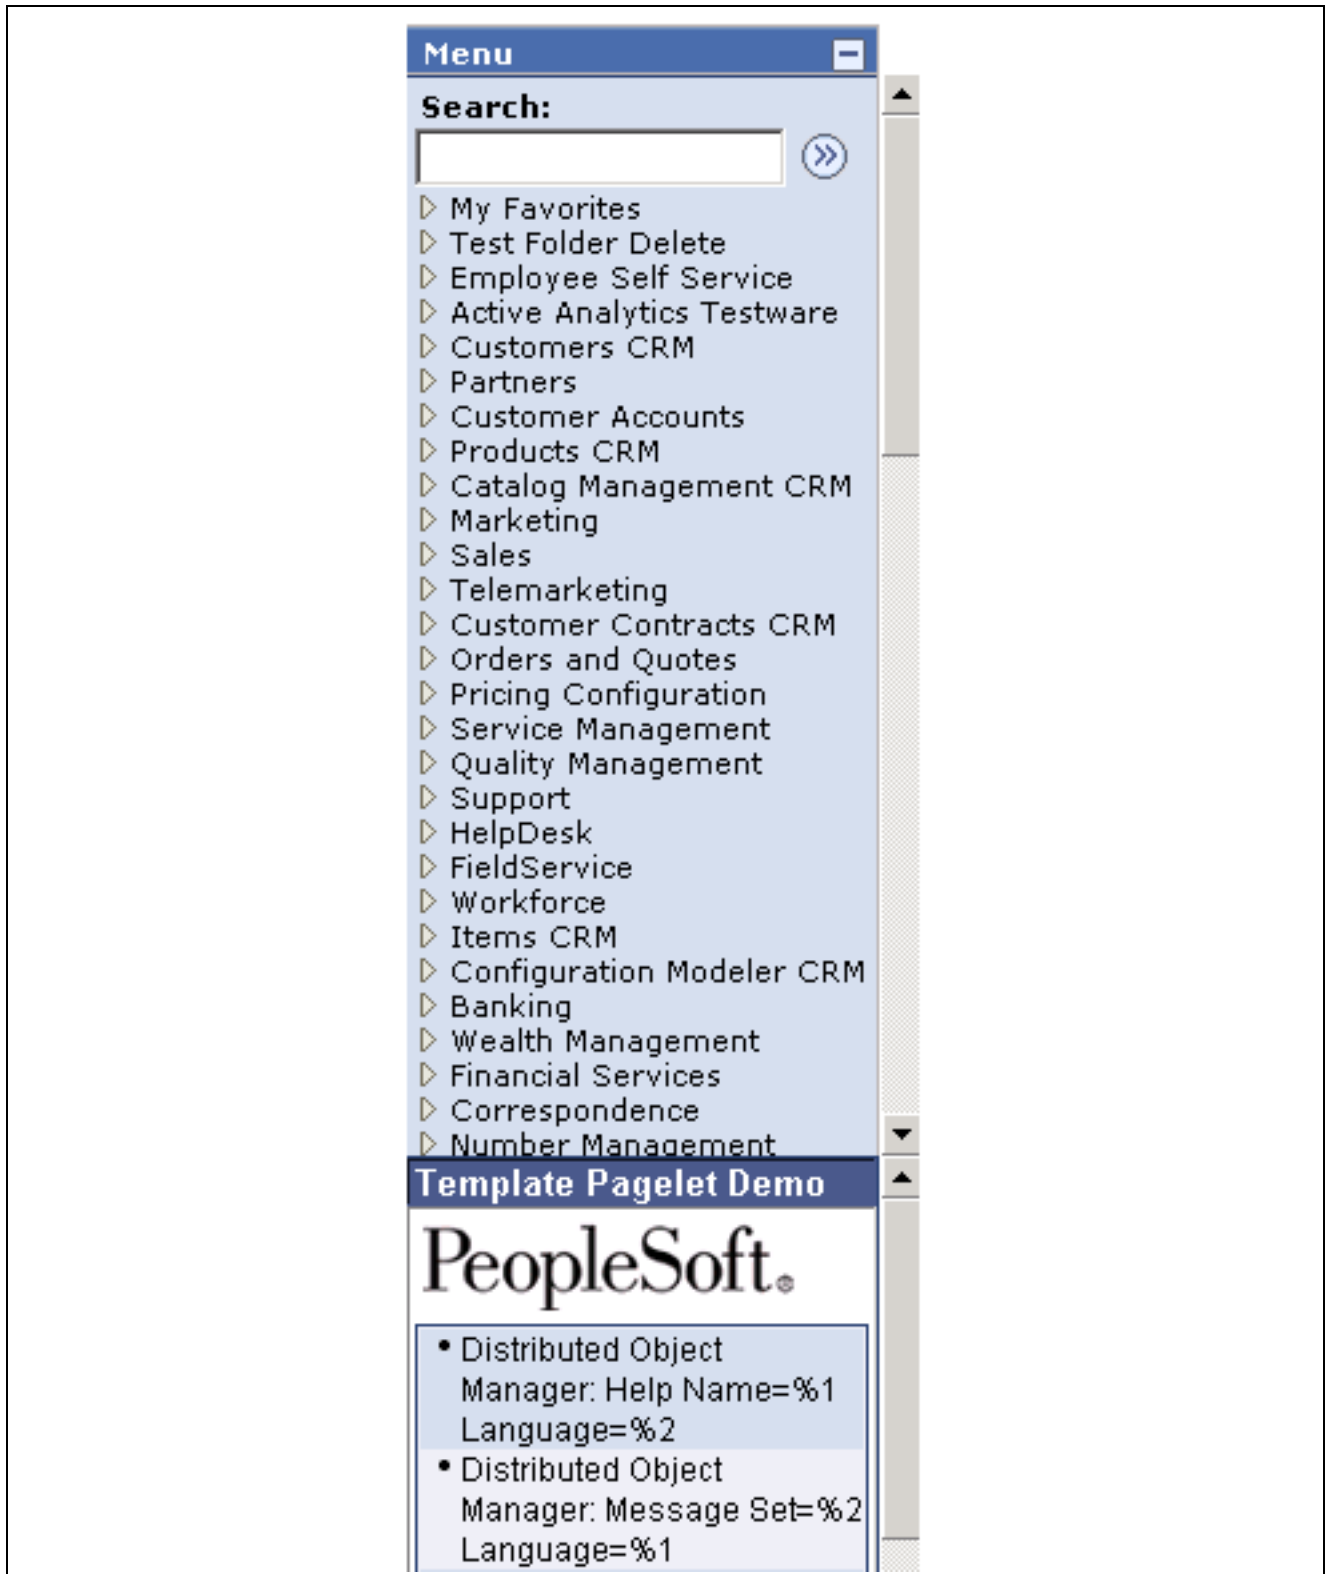 Menu
Search:
My Favorites
Test Folder Delete
Employee Self Service
Active Analytics Testware
Customers CRM
Partners
Customer Accounts
Products CRM
Catalog Management CRM
Marketing
Sales
Telemarketing
Customer Contracts CRM
Orders and Quotes
Pricing Configuration
Service Management
Quality Management
Support
HelpDesk
FieldService
Workforce
Items CRM
Configuration Modeler CRM
Banking
Wealth Management
Financial Services
Correspondence
Number Management
Template Pagelet Demo
PeopleSoft®
• Distributed Object
Manager: Help Name=%1
Language=%2
• Distributed Object
Manager: Message Set=%2
Language=%1